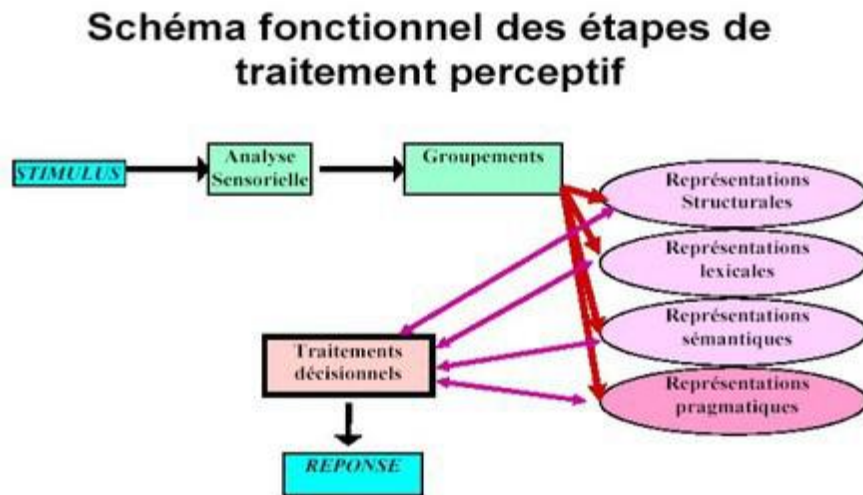 Schéma fonctionnel des étapes de
traitement perceptif
STIMULUS
Analyse
Sensorielle
Groupements
Représentations
Structurales
Représentations
lexicales
Représentations
sémantiques
Représentations
pragmatiques
Traitements
décisionnels
REPONSE